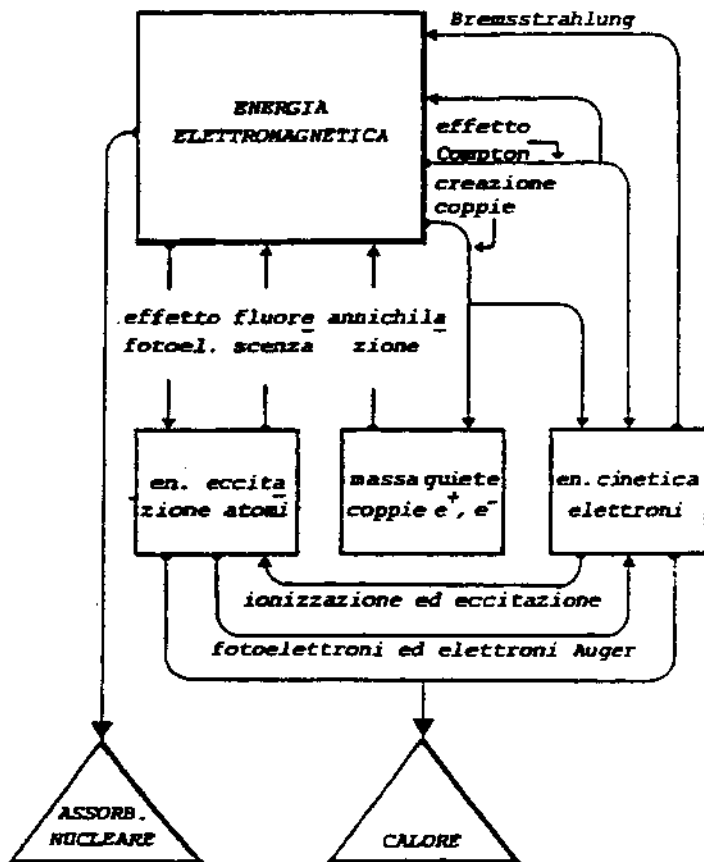 Bremsstrahlung
ENERGIA
ELETTROMAGNETICA
effetto
Compton
creazione
coppie
effetto
fotoel.
fluore
scenza
annichila
zione
en. eccita
zione atomi
massa quiete
coppie e⁺, e⁻
en. cinetica
elettroni
ionizzazione ed eccitazione
fotoelettroni ed elettroni Auger
ASSORB.
NUCLEARE
CALORE